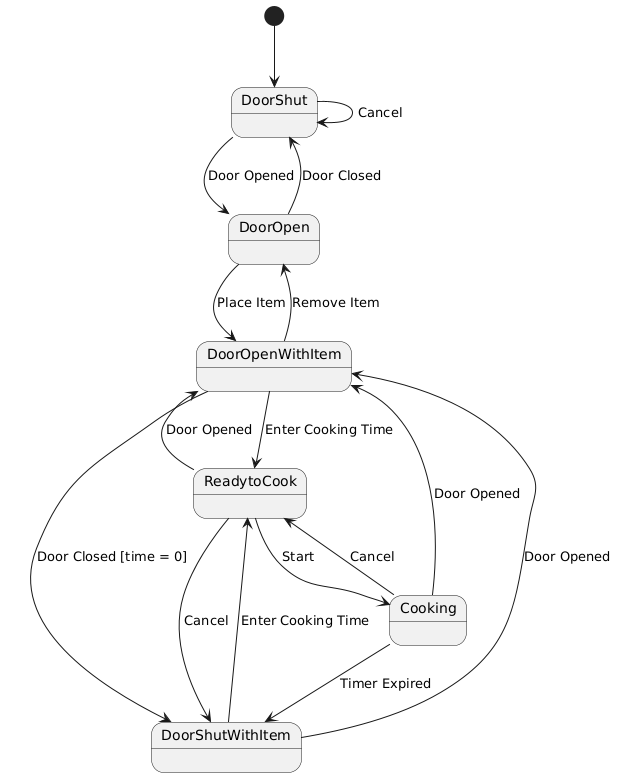 DoorShut
Cancel
Door Opened
Door Closed
DoorOpen
Place Item
Remove Item
DoorOpenWithItem
Door Opened
Enter Cooking Time
ReadytoCook
Door Opened
Door Closed [time = 0]
Start
Cancel
Door Opened
Cooking
Cancel
Enter Cooking Time
Timer Expired
DoorShutWithItem